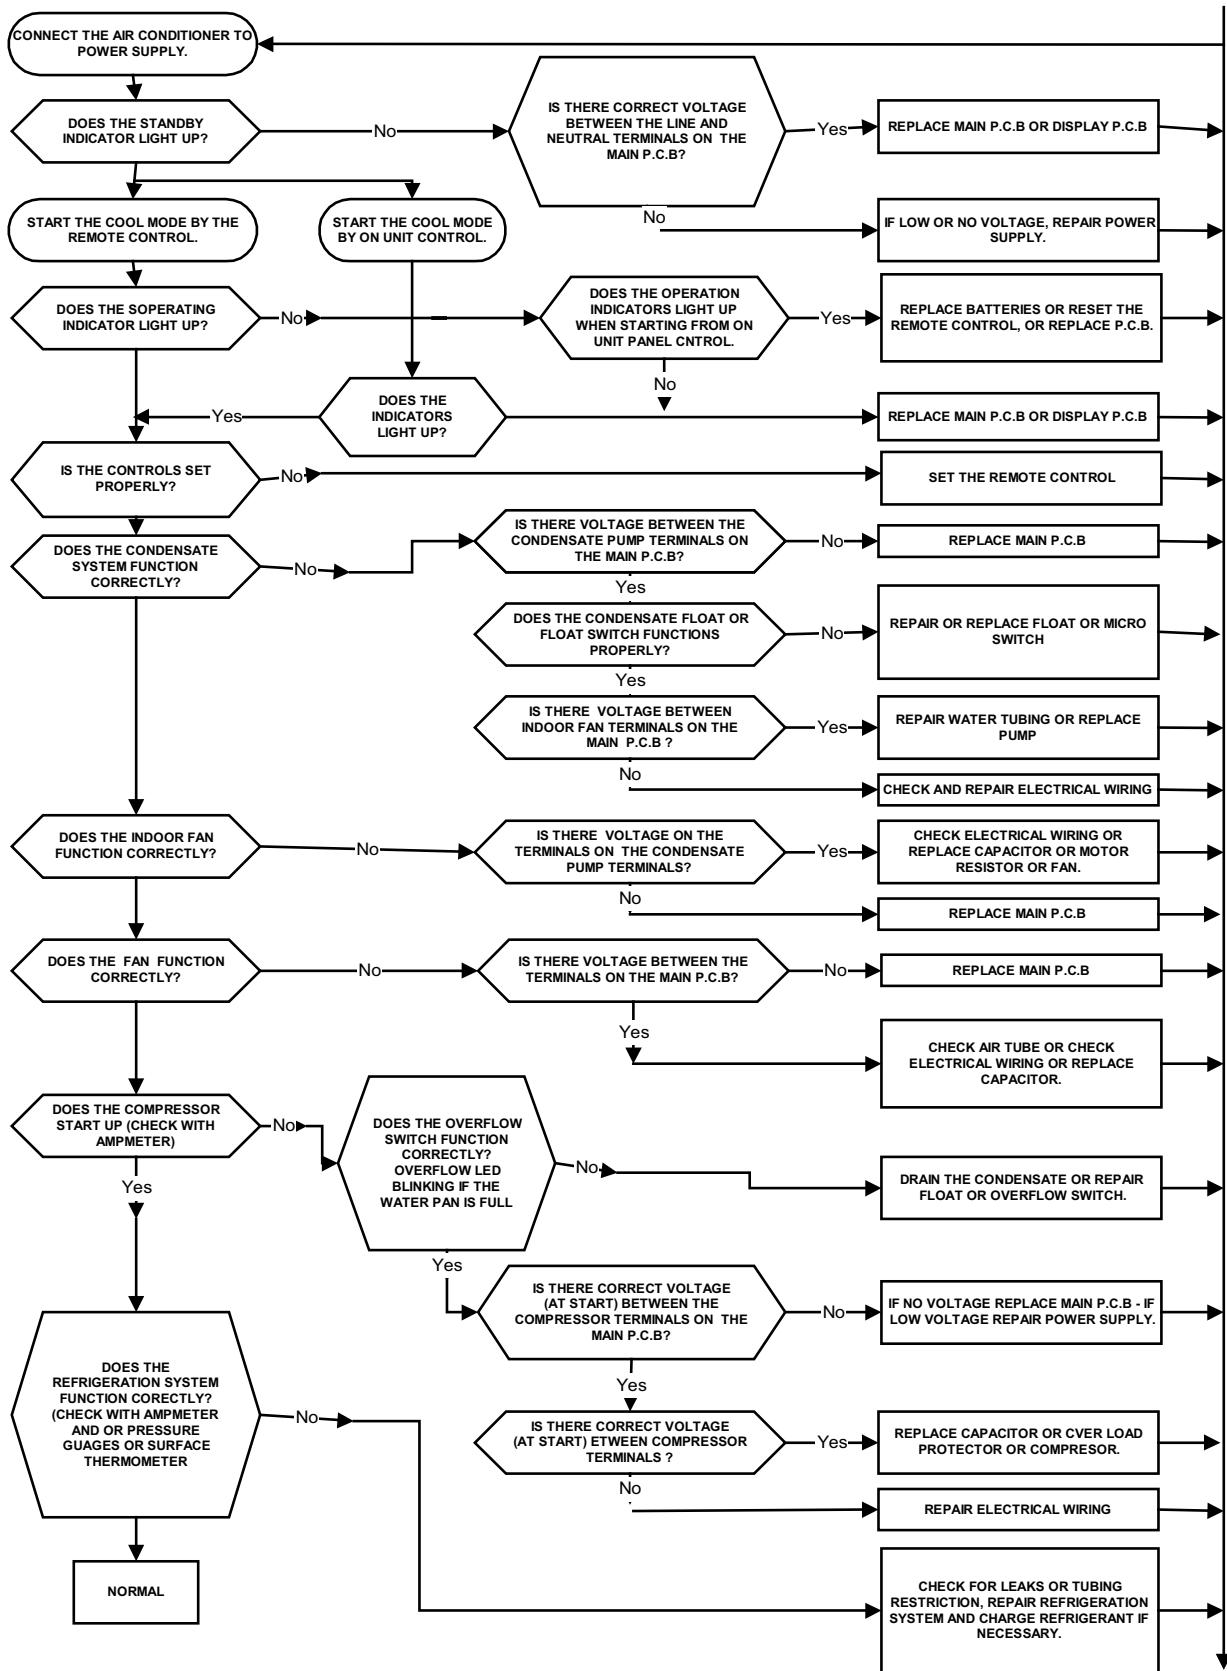 CONNECT THE AIR CONDITIONER TO
POWER SUPPLY.
DOES THE STANDBY
INDICATOR LIGHT UP?
No
IS THERE CORRECT VOLTAGE
BETWEEN THE LINE AND
NEUTRAL TERMINALS ON THE
MAIN P.C.B?
Yes
REPLACE MAIN P.C.B OR DISPLAY P.C.B
No
IF LOW OR NO VOLTAGE, REPAIR POWER
SUPPLY.
START THE COOL MODE BY THE
REMOTE CONTROL.
START THE COOL MODE
BY ON UNIT CONTROL.
DOES THE SOPERATING
INDICATOR LIGHT UP?
No
DOES THE OPERATION
INDICATORS LIGHT UP
WHEN STARTING FROM ON
UNIT PANEL CNTROL.
Yes
REPLACE BATTERIES OR RESET THE
REMOTE CONTROL, OR REPLACE P.C.B.
No
DOES THE
INDICATORS
LIGHT UP?
Yes
REPLACE MAIN P.C.B OR DISPLAY P.C.B
IS THE CONTROLS SET
PROPERLY?
No
SET THE REMOTE CONTROL
DOES THE CONDENSATE
SYSTEM FUNCTION
CORRECTLY?
No
IS THERE VOLTAGE BETWEEN THE
CONDENSATE PUMP TERMINALS ON
THE MAIN P.C.B?
No
REPLACE MAIN P.C.B
Yes
DOES THE CONDENSATE FLOAT OR
FLOAT SWITCH FUNCTIONS
PROPERLY?
No
REPAIR OR REPLACE FLOAT OR MICRO
SWITCH
Yes
IS THERE VOLTAGE BETWEEN
INDOOR FAN TERMINALS ON THE
MAIN P.C.B ?
Yes
REPAIR WATER TUBING OR REPLACE
PUMP
No
CHECK AND REPAIR ELECTRICAL WIRING
DOES THE INDOOR FAN
FUNCTION CORRECTLY?
No
IS THERE VOLTAGE ON THE
TERMINALS ON THE CONDENSATE
PUMP TERMINALS?
Yes
CHECK ELECTRICAL WIRING OR
REPLACE CAPACITOR OR MOTOR
RESISTOR OR FAN.
No
REPLACE MAIN P.C.B
DOES THE FAN FUNCTION
CORRECTLY?
No
IS THERE VOLTAGE BETWEEN THE
TERMINALS ON THE MAIN P.C.B?
No
REPLACE MAIN P.C.B
Yes
CHECK AIR TUBE OR CHECK
ELECTRICAL WIRING OR REPLACE
CAPACITOR.
DOES THE COMPRESSOR
START UP (CHECK WITH
AMPMETER)
No
DOES THE OVERFLOW
SWITCH FUNCTION
CORRECTLY?
OVERFLOW LED
BLINKING IF THE
WATER PAN IS FULL
No
DRAIN THE CONDENSATE OR REPAIR
FLOAT OR OVERFLOW SWITCH.
Yes
Yes
IS THERE CORRECT VOLTAGE
(AT START) BETWEEN THE
COMPRESSOR TERMINALS ON THE
MAIN P.C.B?
No
IF NO VOLTAGE REPLACE MAIN P.C.B - IF
LOW VOLTAGE REPAIR POWER SUPPLY.
Yes
DOES THE
REFRIGERATION SYSTEM
FUNCTION CORECTLY?
(CHECK WITH AMPMETER
AND OR PRESSURE
GUAGES OR SURFACE
THERMOMETER
No
IS THERE CORRECT VOLTAGE
(AT START) ETWEEN COMPRESSOR
TERMINALS ?
Yes
REPLACE CAPACITOR OR CVER LOAD
PROTECTOR OR COMPRESOR.
No
REPAIR ELECTRICAL WIRING
NORMAL
CHECK FOR LEAKS OR TUBING
RESTRICTION, REPAIR REFRIGERATION
SYSTEM AND CHARGE REFRIGERANT IF
NECESSARY.